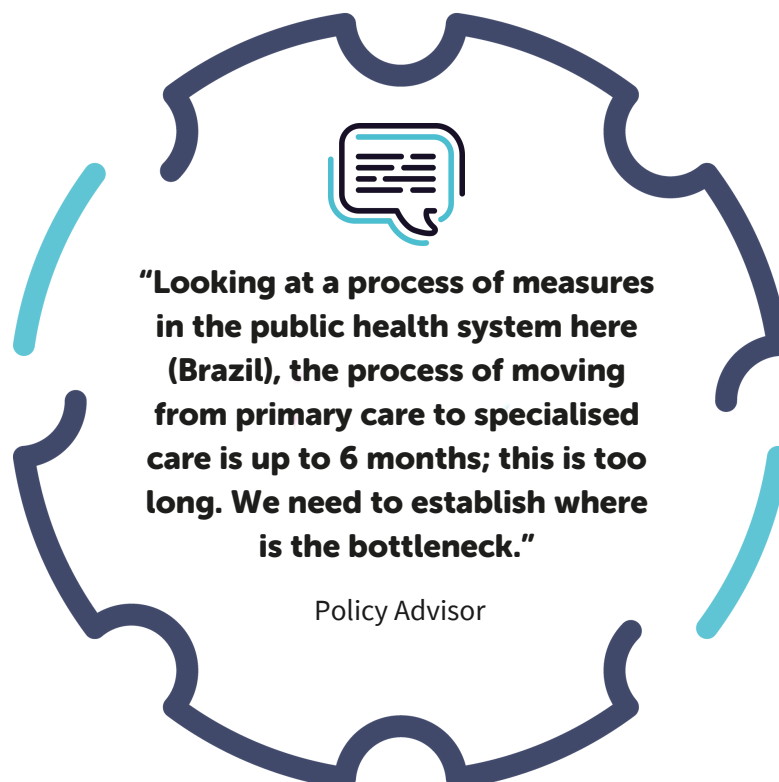 “Looking at a process of measures
in the public health system here
(Brazil), the process of moving
from primary care to specialised
care is up to 6 months; this is too
long. We need to establish where
is the bottleneck.”
Policy Advisor